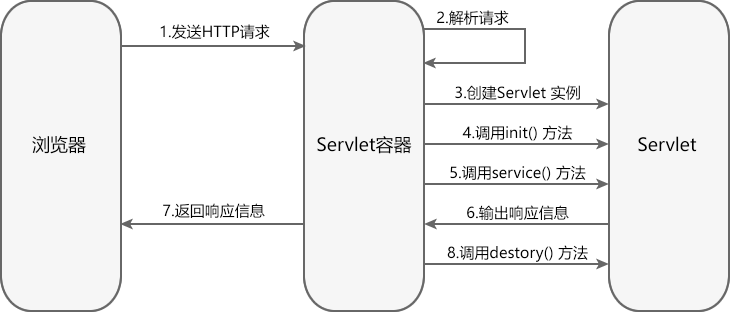 1.发送HTTP请求
2.解析请求
3.创建Servlet 实例
浏览器
Servlet容器
Servlet
4.调用init() 方法
5.调用service() 方法
6.输出响应信息
7.返回响应信息
8.调用destory() 方法